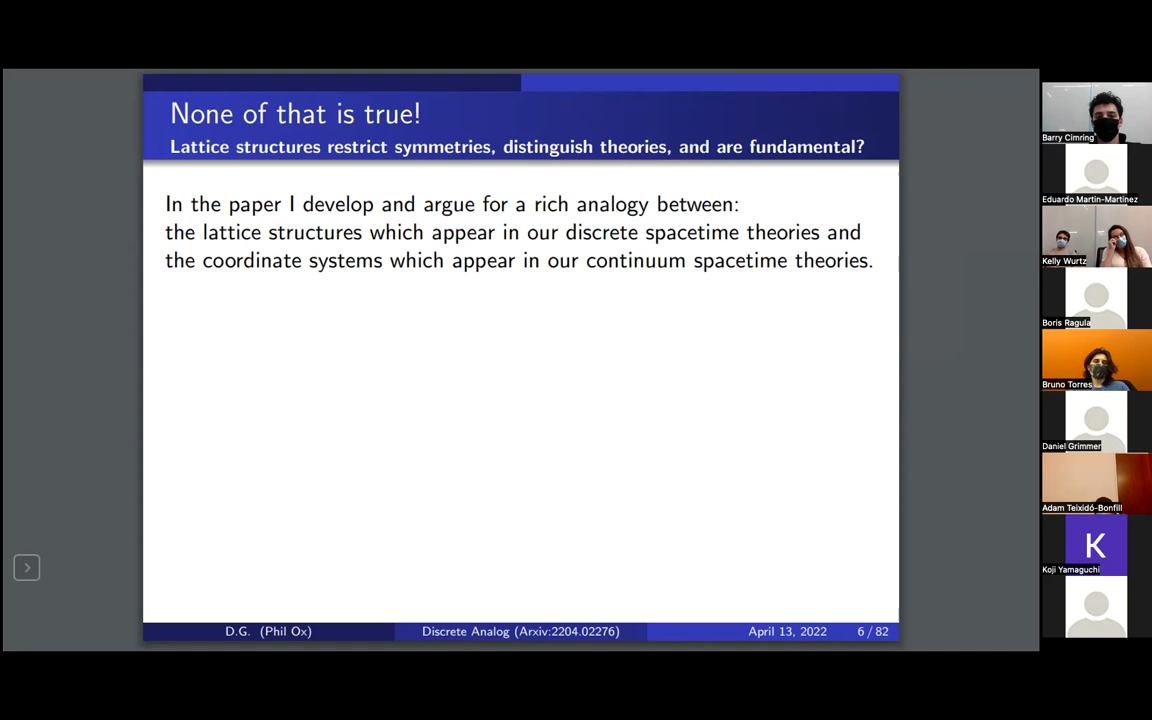 None of that is true!
Lattice structures restrict symmetries, distinguish theories, and are fundamental?
In the paper I develop and argue for a rich analogy between:
the lattice structures which appear in our discrete spacetime theories and
the coordinate systems which appear in our continuum spacetime theories.
D.G. (Phil Ox) Discrete Analog (Arxiv:2204.02276) April 13, 2022 6 / 82
Barry Cimring
Eduardo Martin-Martinez
Kelly Wurtz
Boris Ragula
Bruno Torres
Daniel Grimmer
Adam Teixidó-Bonfill
K
Koji Yamaguchi